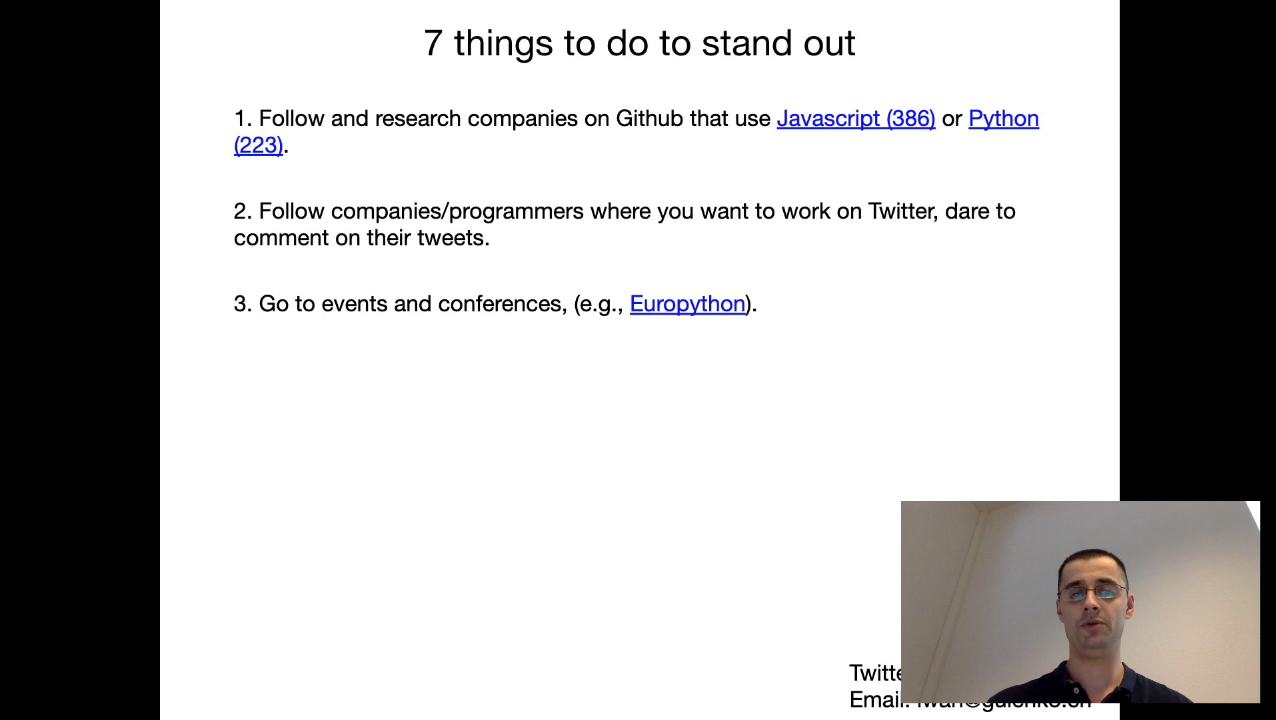 7 things to do to stand out
1. Follow and research companies on Github that use Javascript (386) or Python
(223).
2. Follow companies/programmers where you want to work on Twitter, dare to
comment on their tweets.
3. Go to events and conferences, (e.g., Europython).
Email: